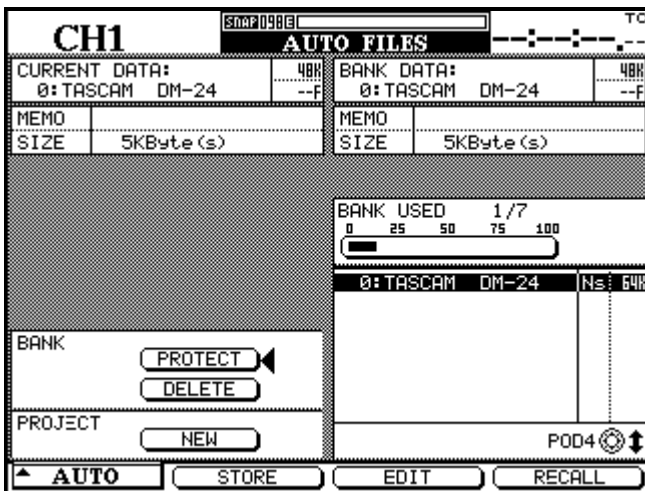 CH1
SNAP098
AUTO FILES
TC
--:--:--.--
CURRENT DATA:
48K
0:TASCAM DM-24
--F
MEMO
SIZE 5KByte(s)
BANK DATA:
48K
0:TASCAM DM-24
--F
MEMO
SIZE 5KByte(s)
BANK USED 1/7
0 25 50 75 100
0:TASCAM DM-24 Ns 64K
BANK
PROTECT
DELETE
PROJECT
NEW
POD4
AUTO
STORE
EDIT
RECALL